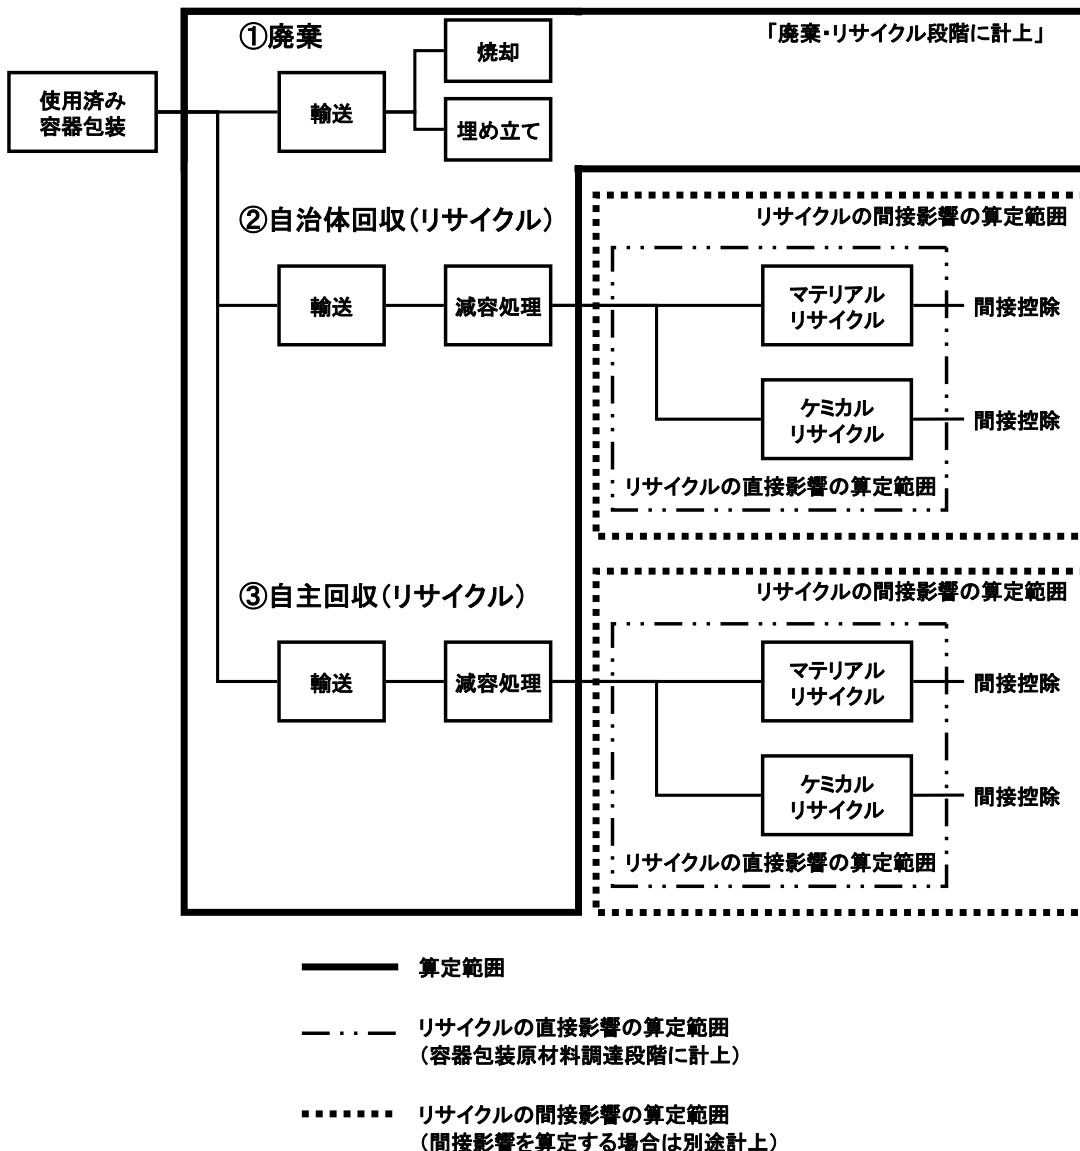 ①廃棄
「廃棄・リサイクル段階に計上」
使用済み
容器包装
輸送
焼却
埋め立て
②自治体回収(リサイクル)
リサイクルの間接影響の算定範囲
輸送
減容処理
マテリアル
リサイクル
間接控除
ケミカル
リサイクル
間接控除
リサイクルの直接影響の算定範囲
③自主回収(リサイクル)
リサイクルの間接影響の算定範囲
輸送
減容処理
マテリアル
リサイクル
間接控除
ケミカル
リサイクル
間接控除
リサイクルの直接影響の算定範囲
算定範囲
リサイクルの直接影響の算定範囲
(容器包装原材料調達段階に計上)
リサイクルの間接影響の算定範囲
(間接影響を算定する場合は別途計上)